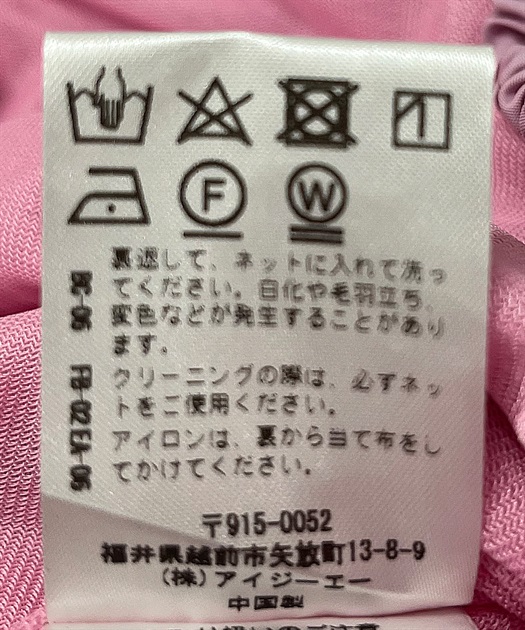 F W
裏返して、ネットに入れて洗っ
てください。白化や毛羽立ち、
変色などが発生することがあり
ます。
クリーニングの際は、必ずネッ
トをご使用ください。
アイロンは、裏から当て布をし
てかけてください。
〒915-0052
福井県越前市矢放町13-8-9
(株)アイジーエー
中国製